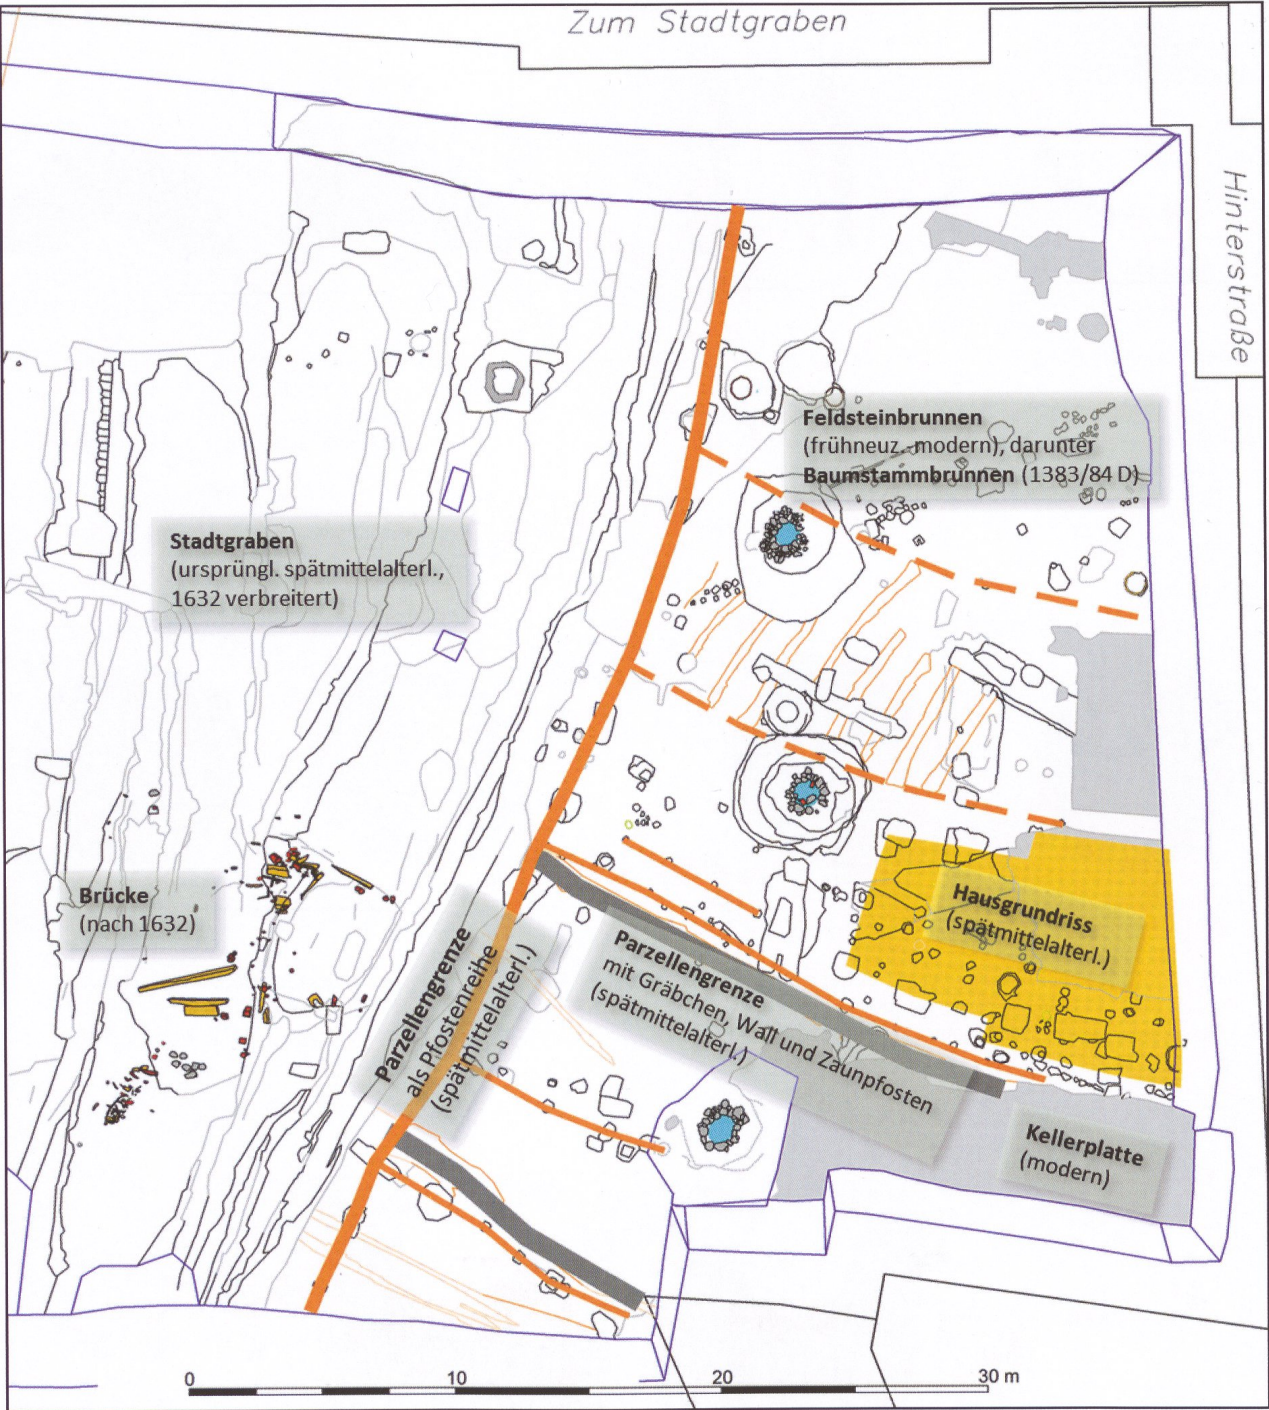 Zum Stadtgraben
Hinterstraße
Feldsteinbrunnen
(frühneuz.-modern), darunter
Baumstammbrunnen (1383/84 D)
Stadtgraben
(ursprüngl. spätmittelalterl.,
1632 verbreitert)
Brücke
(nach 1632)
Hausgrundriss
(spätmittelalterl.)
Parzellengrenze
als Pfostenreihe
(spätmittelalterl.)
Parzellengrenze
mit Gräbchen, Wall und Zaunpfosten
(spätmittelalterl.)
Kellerplatte
(modern)
0 10 20 30 m